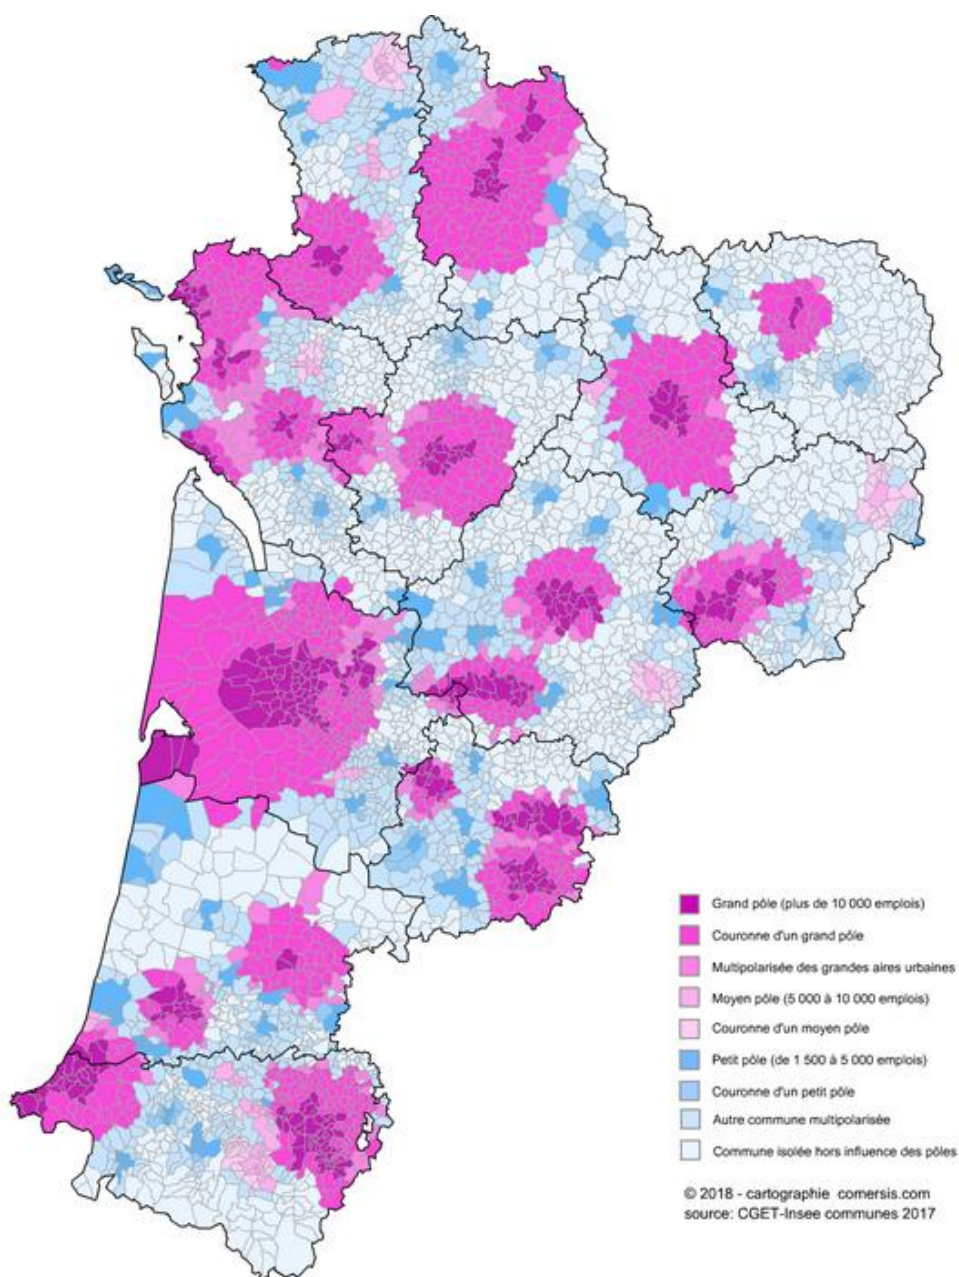 Grand pôle (plus de 10 000 emplois)
Couronne d'un grand pôle
Multipolarisée des grandes aires urbaines
Moyen pôle (5 000 à 10 000 emplois)
Couronne d'un moyen pôle
Petit pôle (de 1 500 à 5 000 emplois)
Couronne d'un petit pôle
Autre commune multipolarisée
Commune isolée hors influence des pôles
© 2018 - cartographie comersis.com
source: CGET-Insee communes 2017